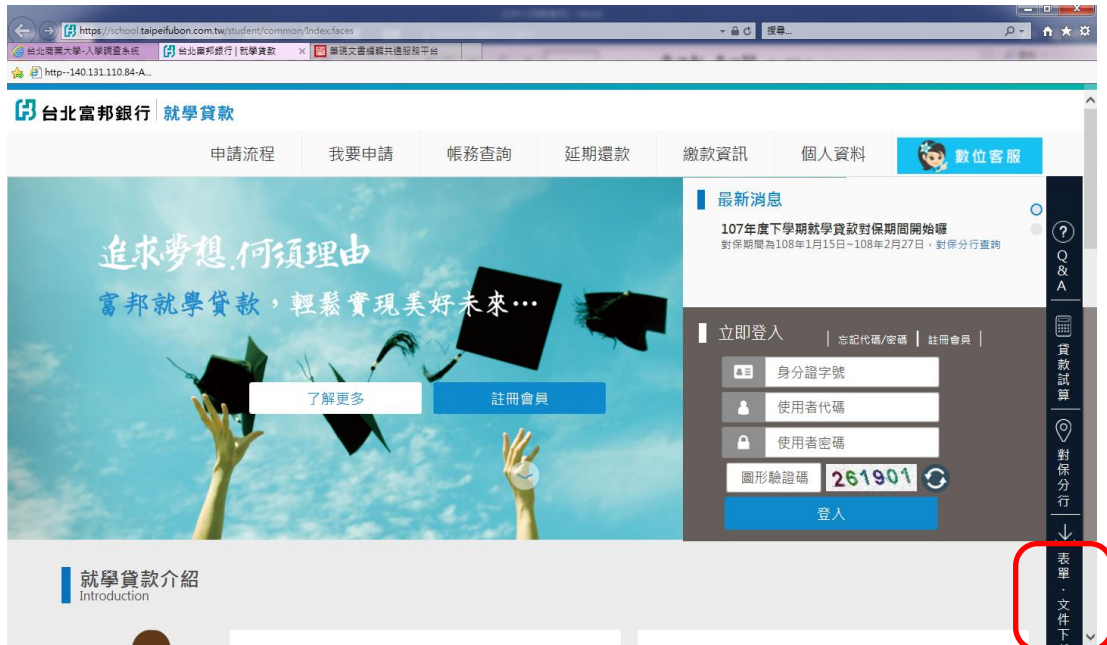 https://school.taipeifubon.com.tw/student/common/Index.faces
搜尋...
台北商業大學-入學調查系統
台北富邦銀行 | 就學貸款
華視文書編輯共通服務平台
http--140.131.110.84-A...
台北富邦銀行 就學貸款
申請流程 我要申請 帳務查詢 延期還款 繳款資訊 個人資料 數位客服
追求夢想.何須理由
富邦就學貸款，輕鬆實現美好未來…
了解更多 註冊會員
最新消息
107年度下學期就學貸款對保期間開始囉
對保期間為108年1月15日~108年2月27日，對保分行查詢
立即登入 | 忘記代碼/密碼 | 註冊會員 |
身分證字號
使用者代碼
使用者密碼
圖形驗證碼 261901
登入
Q&A
貸款試算
對保分行
表單．文件下
就學貸款介紹
Introduction